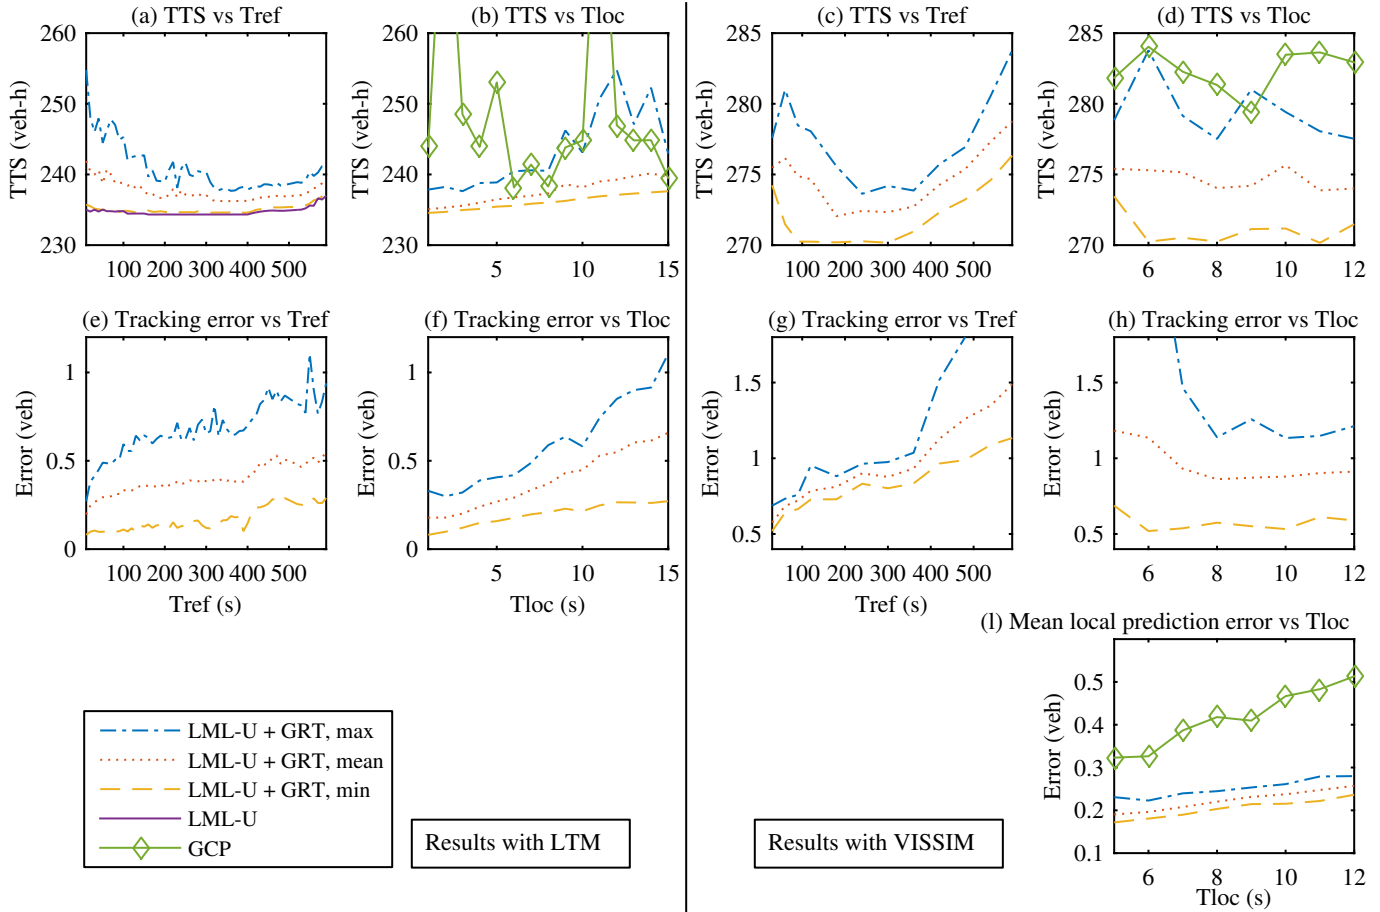 (a) TTS vs Tref
(b) TTS vs Tloc
(c) TTS vs Tref
(d) TTS vs Tloc
260
250
240
230
TTS (veh-h)
100 200 300 400 500
260
250
240
230
TTS (veh-h)
5 10 15
285
280
275
270
TTS (veh-h)
100 200 300 400 500
285
280
275
270
TTS (veh-h)
6 8 10 12
(e) Tracking error vs Tref
(f) Tracking error vs Tloc
(g) Tracking error vs Tref
(h) Tracking error vs Tloc
1
0.5
0
Error (veh)
100 200 300 400 500
Tref (s)
1
0.5
0
Error (veh)
5 10 15
Tloc (s)
1.5
1
0.5
Error (veh)
100 200 300 400 500
Tref (s)
1.5
1
0.5
Error (veh)
6 8 10 12
(l) Mean local prediction error vs Tloc
0.5
0.4
0.3
0.2
0.1
Error (veh)
6 8 10 12
Tloc (s)
LML-U + GRT, max
LML-U + GRT, mean
LML-U + GRT, min
LML-U
GCP
Results with LTM
Results with VISSIM